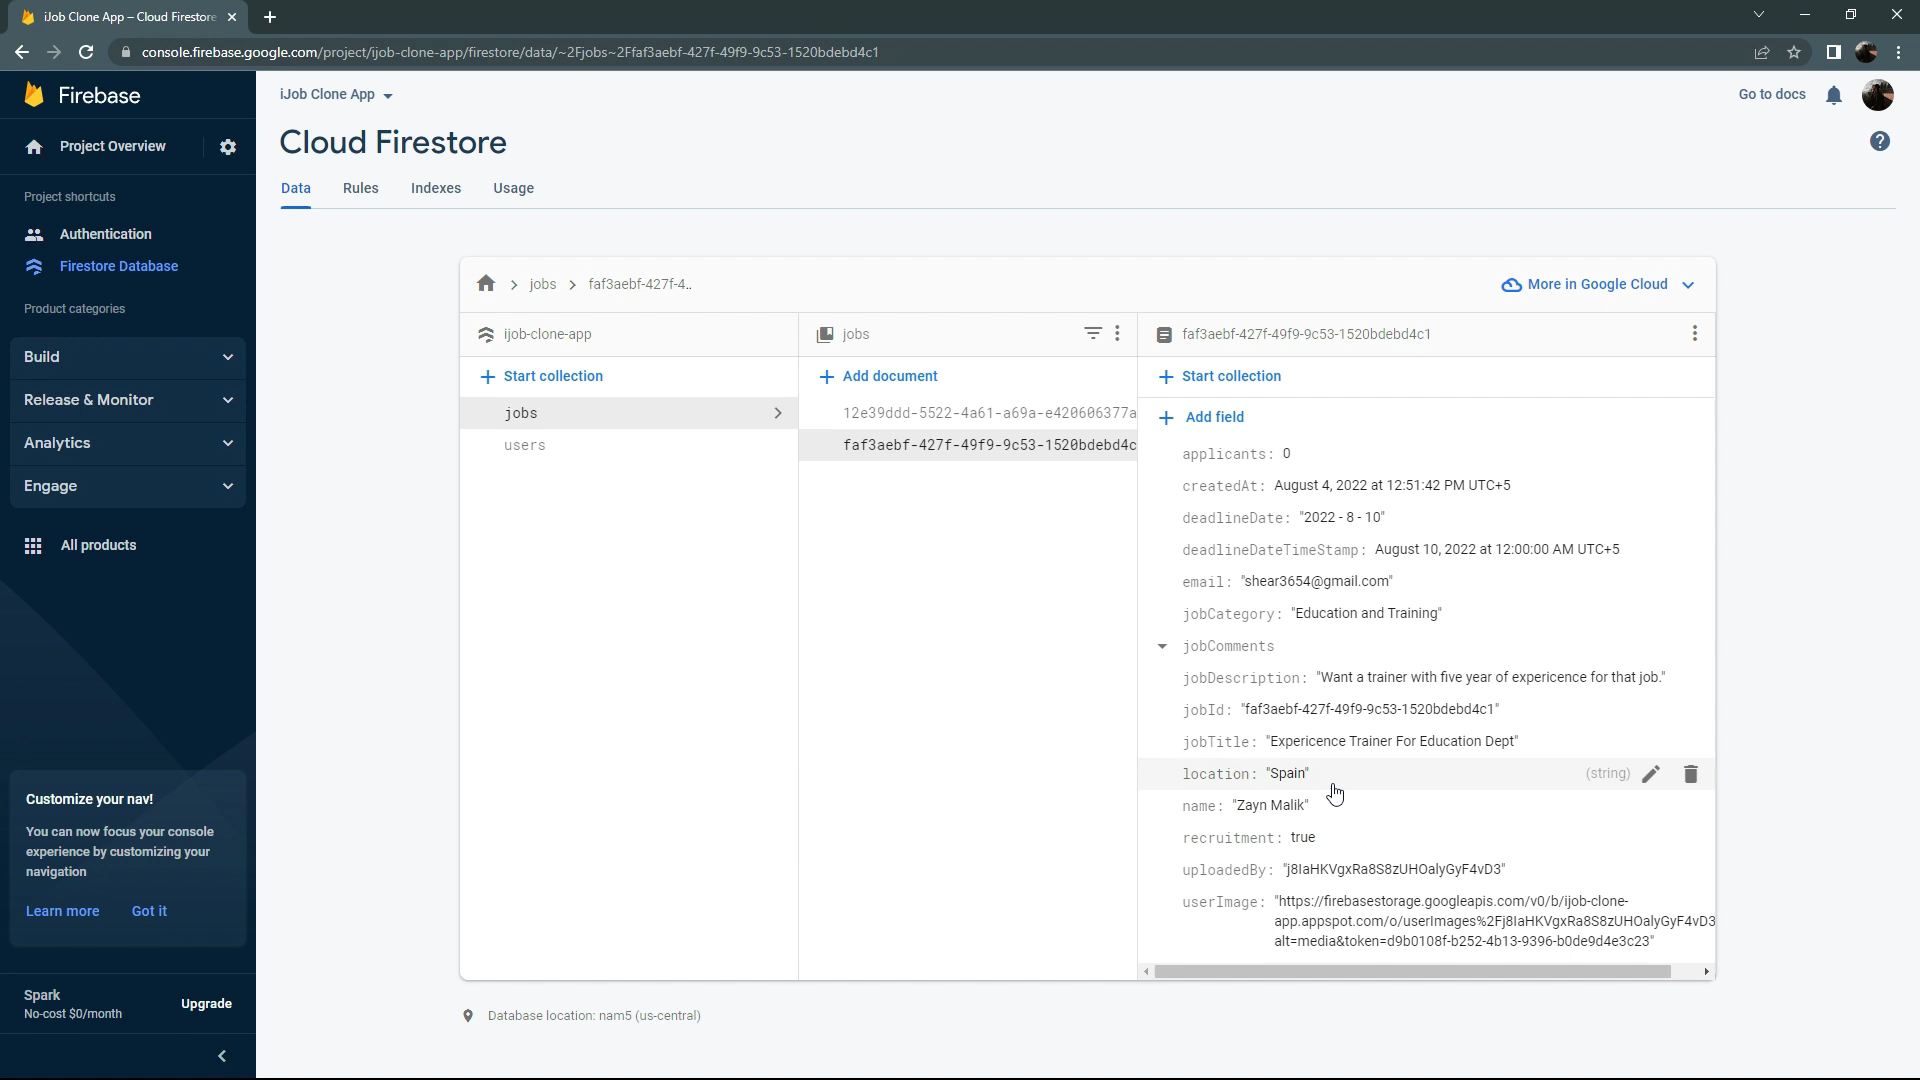 iJob Clone App – Cloud Firestore
console.firebase.google.com/project/ijob-clone-app/firestore/data/~2Fjobs~2Ffaf3aebf-427f-49f9-9c53-1520bdebd4c1
Firebase
iJob Clone App
Go to docs
Project Overview
Cloud Firestore
Data Rules Indexes Usage
Project shortcuts
Authentication
Firestore Database
Product categories
Build
Release & Monitor
Analytics
Engage
All products
Customize your nav!
You can now focus your console
experience by customizing your
navigation
Learn more Got it
Spark
No-cost $0/month
Upgrade
jobs faf3aebf-427f-4..
More in Google Cloud
ijob-clone-app
Start collection
jobs
users
jobs
Add document
12e39ddd-5522-4a61-a69a-e420606377a
faf3aebf-427f-49f9-9c53-1520bdebd4c
faf3aebf-427f-49f9-9c53-1520bdebd4c1
Start collection
Add field
applicants: 0
createdAt: August 4, 2022 at 12:51:42 PM UTC+5
deadlineDate: "2022 - 8 - 10"
deadlineDateTimeStamp: August 10, 2022 at 12:00:00 AM UTC+5
email: "shear3654@gmail.com"
jobCategory: "Education and Training"
jobComments
jobDescription: "Want a trainer with five year of expericence for that job."
jobId: "faf3aebf-427f-49f9-9c53-1520bdebd4c1"
jobTitle: "Expericence Trainer For Education Dept"
location: "Spain" (string)
name: "Zayn Malik"
recruitment: true
uploadedBy: "j8IaHKVgxRa8S8zUHOalyGyF4vD3"
userImage: "https://firebasestorage.googleapis.com/v0/b/ijob-clone-
app.appspot.com/o/userImages%2Fj8IaHKVgxRa8S8zUHOalyGyF4vD3
alt=media&token=d9b0108f-b252-4b13-9396-b0de9d4e3c23"
Database location: nam5 (us-central)